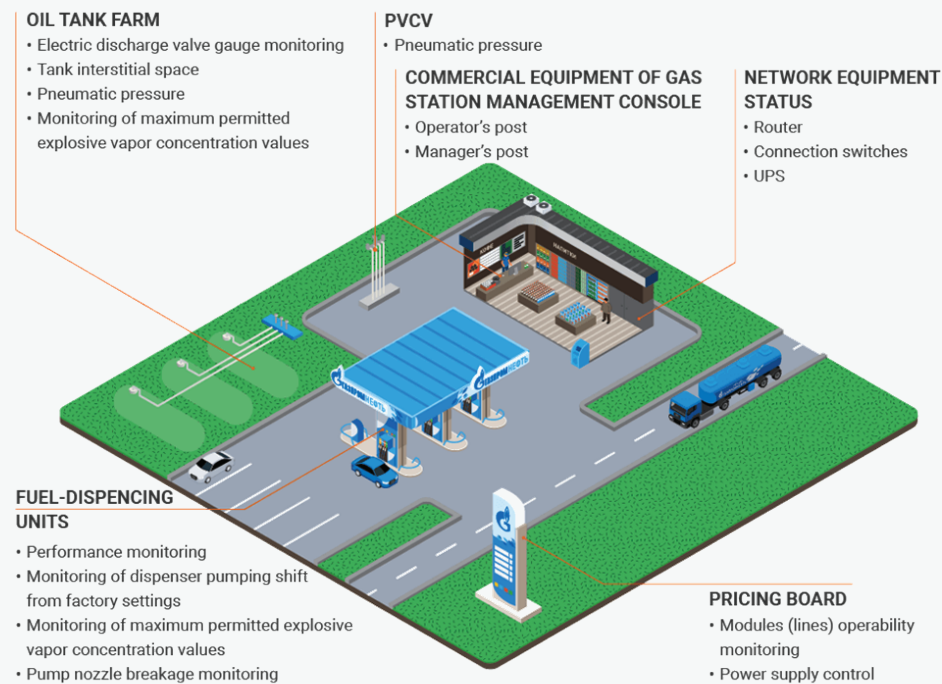 OIL TANK FARM
• Electric discharge valve gauge monitoring
• Tank interstitial space
• Pneumatic pressure
• Monitoring of maximum permitted
explosive vapor concentration values
PVCV
• Pneumatic pressure
COMMERCIAL EQUIPMENT OF GAS
STATION MANAGEMENT CONSOLE
• Operator's post
• Manager's post
NETWORK EQUIPMENT
STATUS
• Router
• Connection switches
• UPS
КОФЕ
НАПИТКИ
ГАЗПРОМНЕФТЬ
ГАЗПРОМНЕФТЬ
FUEL-DISPENCING
UNITS
• Performance monitoring
• Monitoring of dispenser pumping shift
from factory settings
• Monitoring of maximum permitted explosive
vapor concentration values
• Pump nozzle breakage monitoring
PRICING BOARD
• Modules (lines) operability
monitoring
• Power supply control